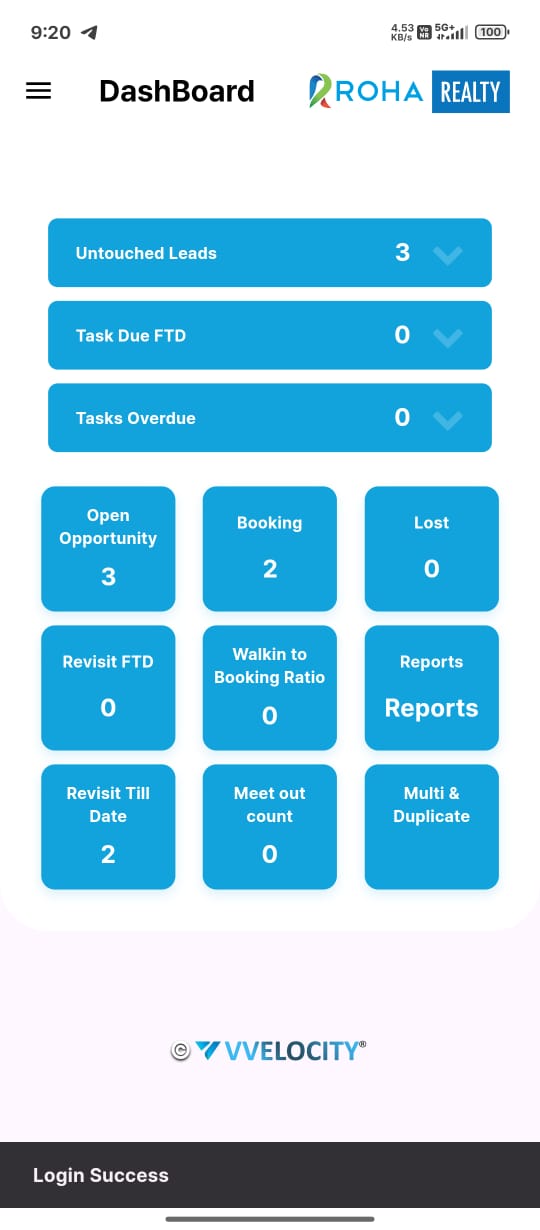 9:20
4.53 KB/s Vo NR 5G+ 100
DashBoard
ROHA REALTY
Untouched Leads 3
Task Due FTD 0
Tasks Overdue 0
Open
Opportunity
3
Booking
2
Lost
0
Revisit FTD
0
Walkin to
Booking Ratio
0
Reports
Reports
Revisit Till
Date
2
Meet out
count
0
Multi &
Duplicate
© VVELOCITY®
Login Success